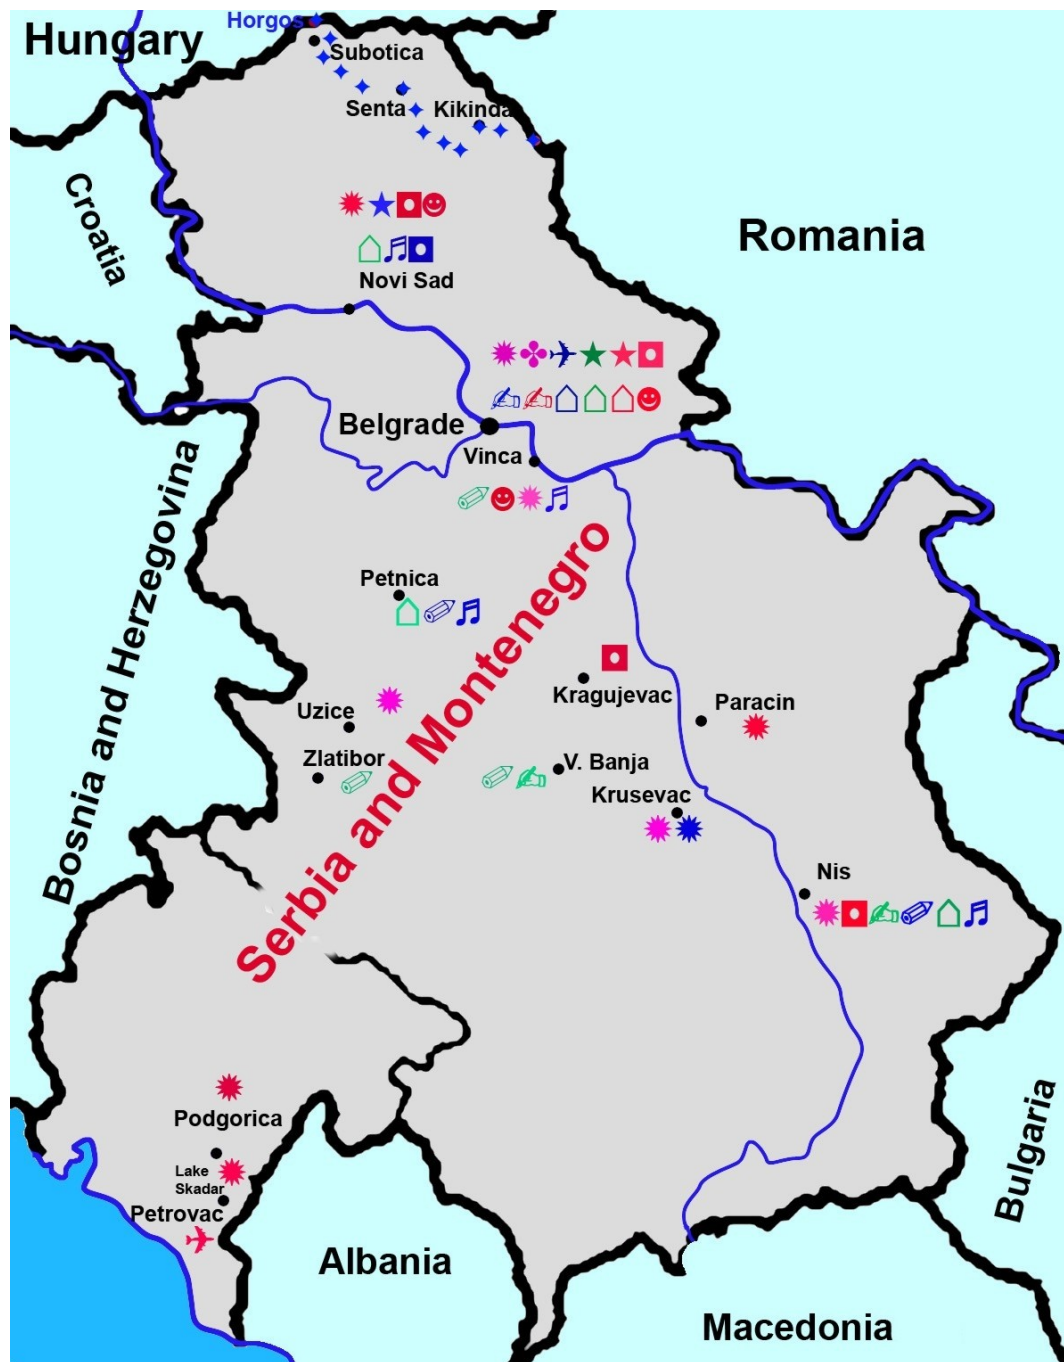 Horgos
Hungary
Subotica
Senta
Kikinda
Croatia
Romania
Novi Sad
Belgrade
Vinca
Bosnia and Herzegovina
Serbia and Montenegro
Petnica
Kragujevac
Paracin
Uzice
Zlatibor
V. Banja
Krusevac
Nis
Podgorica
Lake
Skadar
Petrovac
Bulgaria
Albania
Macedonia